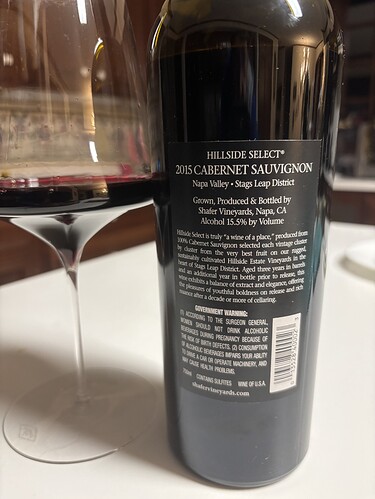 HILLSIDE SELECT®
2015 CABERNET SAUVIGNON
Napa Valley • Stags Leap District
Grown, Produced & Bottled by
Shafer Vineyards, Napa, CA
Alcohol 15.5% by Volume
Hillside Select is truly "a wine of a place," produced from
100% Cabernet Sauvignon selected each vintage cluster
by cluster from the very best fruit on our rugged,
sustainably cultivated Hillside Estate Vineyards in the
heart of Stags Leap District. Aged three years in barrels
and an additional year in bottle prior to release, this
wine exhibits a balance of extract and elegance, offering
the pleasures of youthful boldness on release and rich
nuance after a decade or more of cellaring.
GOVERNMENT WARNING:
(1) ACCORDING TO THE SURGEON GENERAL,
WOMEN SHOULD NOT DRINK ALCOHOLIC
BEVERAGES DURING PREGNANCY BECAUSE OF
THE RISK OF BIRTH DEFECTS. (2) CONSUMPTION
OF ALCOHOLIC BEVERAGES IMPAIRS YOUR ABILITY
TO DRIVE A CAR OR OPERATE MACHINERY, AND
MAY CAUSE HEALTH PROBLEMS.
750ml CONTAINS SULFITES WINE OF U.S.A.
shafervineyards.com